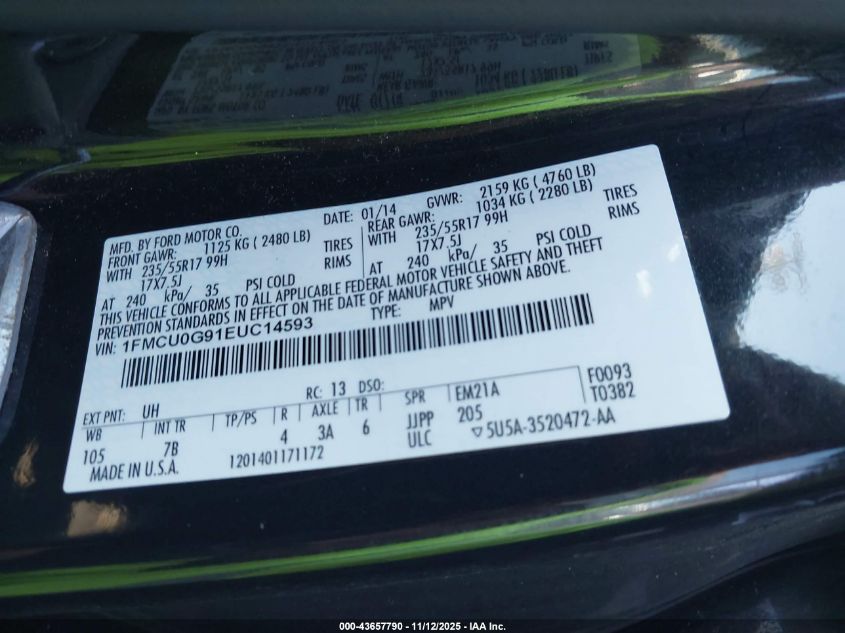 MFD. BY FORD MOTOR CO.
DATE: 01/14 GVWR: 2159 KG ( 4760 LB)
FRONT GAWR: 1125 KG ( 2480 LB) REAR GAWR: 1034 KG ( 2280 LB)
WITH 235/55R17 99H TIRES WITH 235/55R17 99H TIRES
17X7.5J RIMS 17X7.5J RIMS
AT 240 kPa/ 35 PSI COLD AT 240 kPa/ 35 PSI COLD
THIS VEHICLE CONFORMS TO ALL APPLICABLE FEDERAL MOTOR VEHICLE SAFETY AND THEFT
PREVENTION STANDARDS IN EFFECT ON THE DATE OF MANUFACTURE SHOWN ABOVE.
VIN: 1FMCU0G91EUC14593 TYPE: MPV
EXT PNT: UH RC: 13 DSO: F0093
T0382
WB INT TR TP/PS R AXLE TR SPR EM21A
105 7B 4 3A 6 JJPP 205
ULC ▽5U5A-3520472-AA
MADE IN U.S.A. 1201401171172
000-43657790 - 11/12/2025 - IAA Inc.